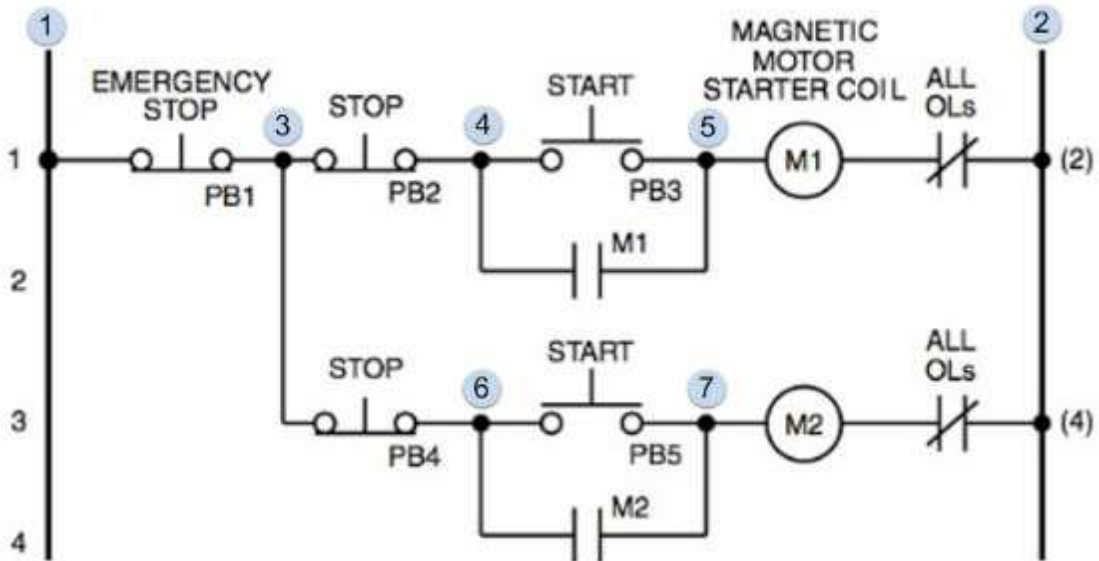 1
2
EMERGENCY
STOP
3
STOP
4
START
5
MAGNETIC
MOTOR
STARTER COIL
ALL
OLs
1
PB1
PB2
PB3
M1
(2)
M1
2
STOP
6
START
7
ALL
OLs
3
PB4
PB5
M2
(4)
M2
4